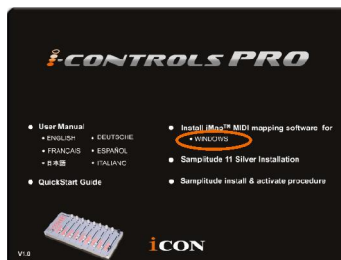 i-CONTROLS PRO
User Manual
• ENGLISH • DEUTSCHE
• FRANÇAIS • ESPAÑOL
• 日本語 • ITALIANO
QuickStart Guide
Install iMap™ MIDI mapping software for
• WINDOWS
Samplitude 11 Silver Installation
Samplitude install & activate procedure
iCON
V1.0